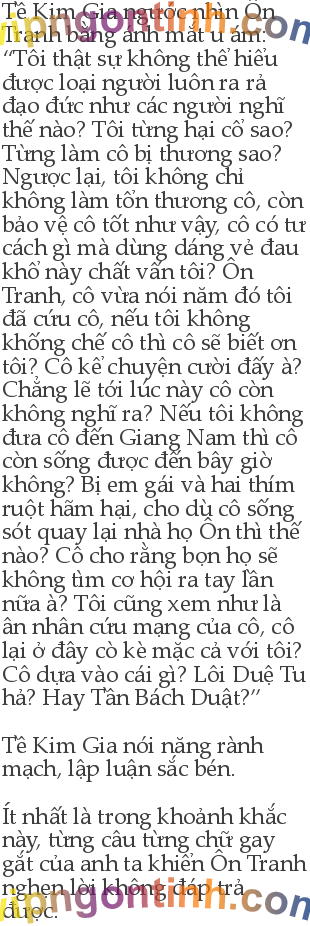 Tề Kim Gia ngước nhìn Ôn
Tranh bằng ánh mắt u ám:
“Tôi thật sự không thể hiểu
được loại người luôn ra rả
đạo đức như các người nghĩ
thế nào? Tôi từng hại cổ sao?
Từng làm cô bị thương sao?
Ngược lại, tôi không chỉ
không làm tổn thương cô, còn
bảo vệ cô tốt như vậy, cô có tư
cách gì mà dùng dáng vẻ đau
khổ này chất vấn tôi? Ôn
Tranh, cô vừa nói năm đó tôi
đã cứu cô, nếu tôi không
khống chế cô thì cô sẽ biết ơn
tôi? Cô kể chuyện cười đấy à?
Chẳng lẽ tới lúc này cô còn
không nghĩ ra? Nếu tôi không
đưa cô đến Giang Nam thì cô
còn sống được đến bây giờ
không? Bị em gái và hai thím
ruột hãm hại, cho dù cô sống
sót quay lại nhà họ Ôn thì thế
nào? Cô cho rằng bọn họ sẽ
không tìm cơ hội ra tay lần
nữa à? Tôi cũng xem như là
ân nhân cứu mạng của cô, cô
lại ở đây cò kè mặc cả với tôi?
Cô dựa vào cái gì? Lôi Duệ Tu
hả? Hay Tân Bách Duật?”
Tề Kim Gia nói năng rành
mạch, lập luận sắc bén.
Ít nhất là trong khoảnh khắc
này, từng câu từng chữ gay
gắt của anh ta khiến Ôn Tranh
nghẹn lời không đáp trả
được.
vipngontinh.com
vipngontinh.com